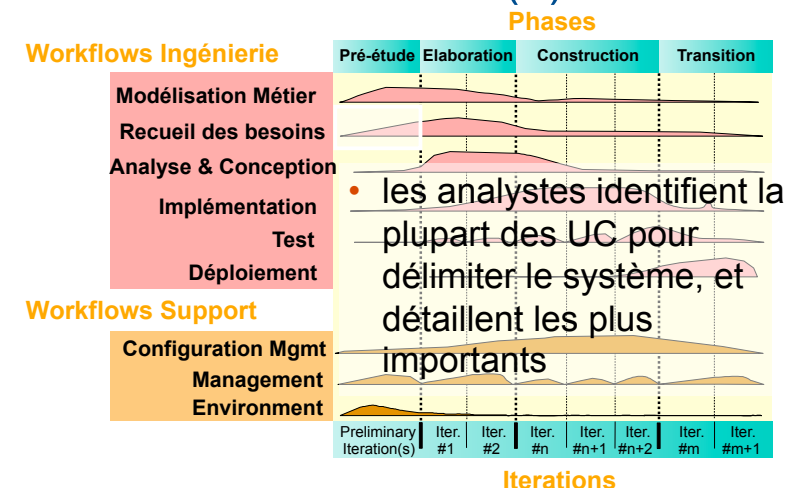 Phases
Workflows Ingénierie
Pré-étude Elaboration Construction Transition
Modélisation Métier
Recueil des besoins
Analyse & Conception
Implémentation
Test
Déploiement
• les analystes identifient la
plupart des UC pour
délimiter le système, et
détaillent les plus
importants
Workflows Support
Configuration Mgmt
Management
Environment
Preliminary Iter. Iter. Iter. Iter. Iter. Iter. Iter.
Iteration(s) #1 #2 #n #n+1 #n+2 #m #m+1
Iterations